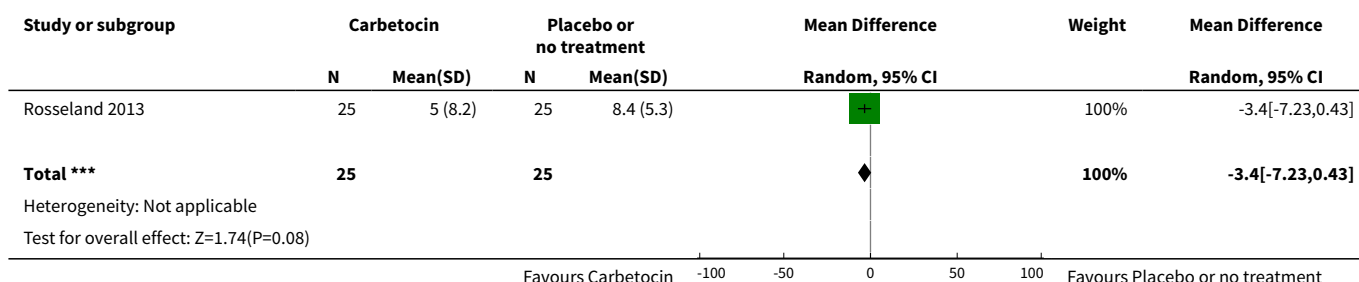 Study or subgroup Carbetocin Placebo or no treatment Mean Difference Weight Mean Difference
N Mean(SD) N Mean(SD) Random, 95% CI Random, 95% CI
Rosseland 2013 25 5 (8.2) 25 8.4 (5.3) 100% -3.4[-7.23,0.43]
Total *** 25 25 100% -3.4[-7.23,0.43]
Heterogeneity: Not applicable
Test for overall effect: Z=1.74(P=0.08)
Favours Carbetocin -100 -50 0 50 100 Favours Placebo or no treatment